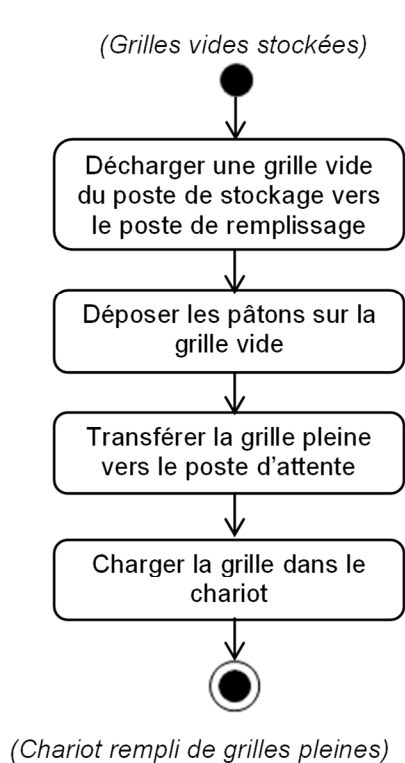 (Grilles vides stockées)
Décharger une grille vide
du poste de stockage vers
le poste de remplissage
Déposer les pâtons sur la
grille vide
Transférer la grille pleine
vers le poste d'attente
Charger la grille dans le
chariot
(Chariot rempli de grilles pleines)